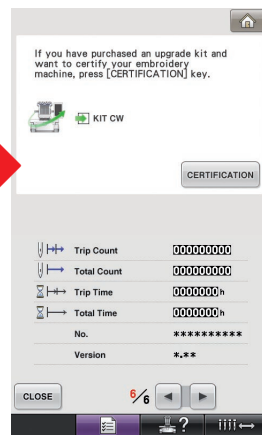 If you have purchased an upgrade kit and
want to certify your embroidery
machine, press [CERTIFICATION] key.
KIT CW
CERTIFICATION
Trip Count 000000000
Total Count 000000000
Trip Time 0000000h
Total Time 0000000h
No. **********
Version *.**
CLOSE 6/6
?